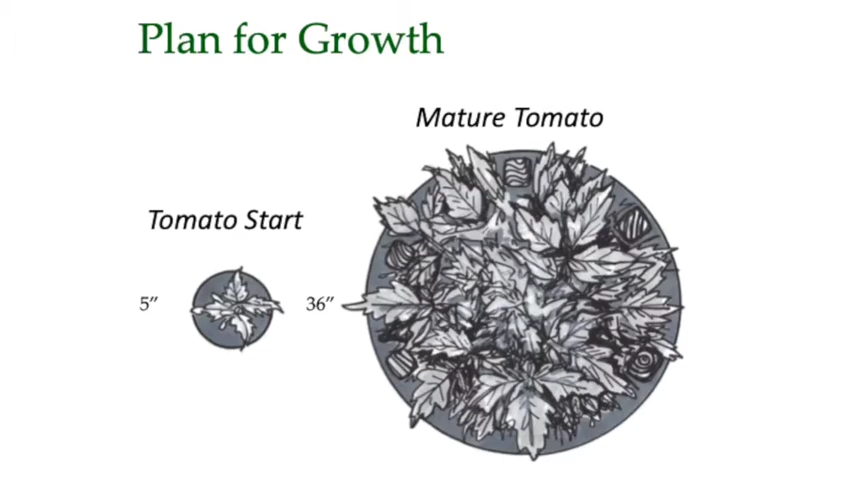 Plan for Growth
Mature Tomato
Tomato Start
5”
36”